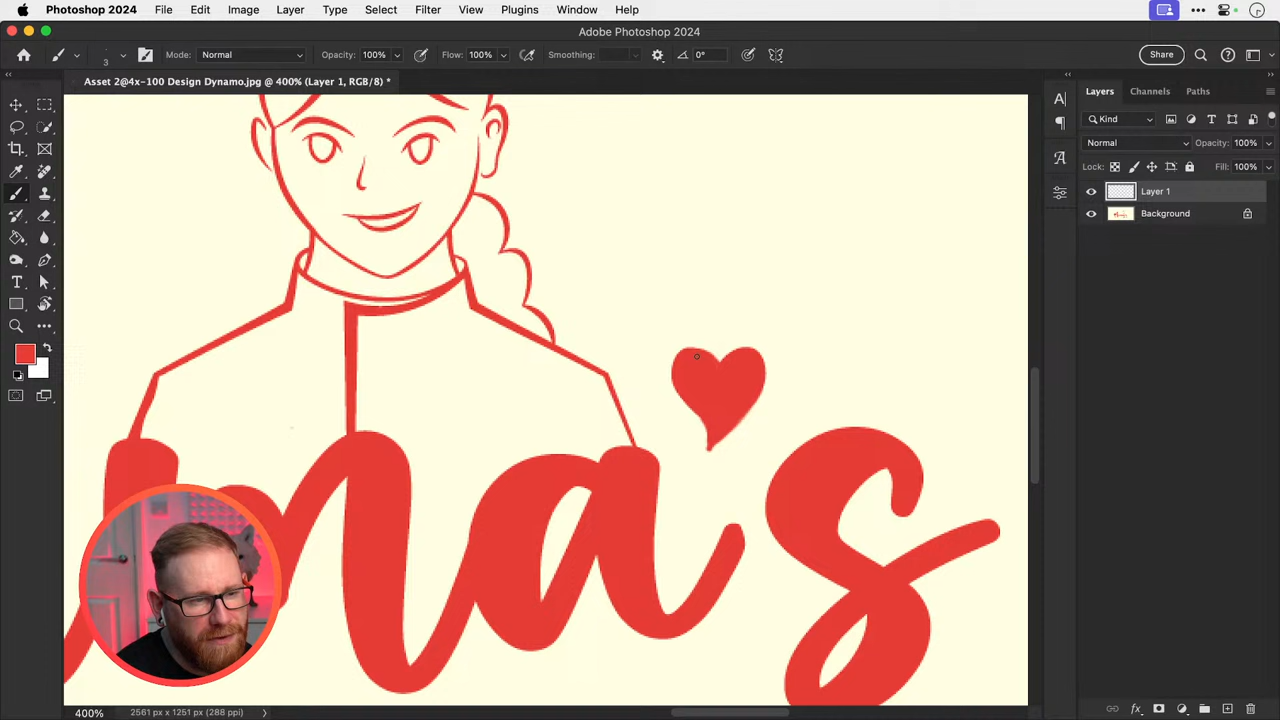 Photoshop 2024 File Edit Image Layer Type Select Filter View Plugins Window Help
Adobe Photoshop 2024
3 Mode: Normal Opacity: 100% Flow: 100% Smoothing: 0° Share
Asset 2@4x-100 Design Dynamo.jpg @ 400% (Layer 1, RGB/8) *
Layers Channels Paths
Kind
Normal Opacity: 100%
Lock: Fill: 100%
Layer 1
Background
na's
400% 2561 px x 1251 px (288 ppi)